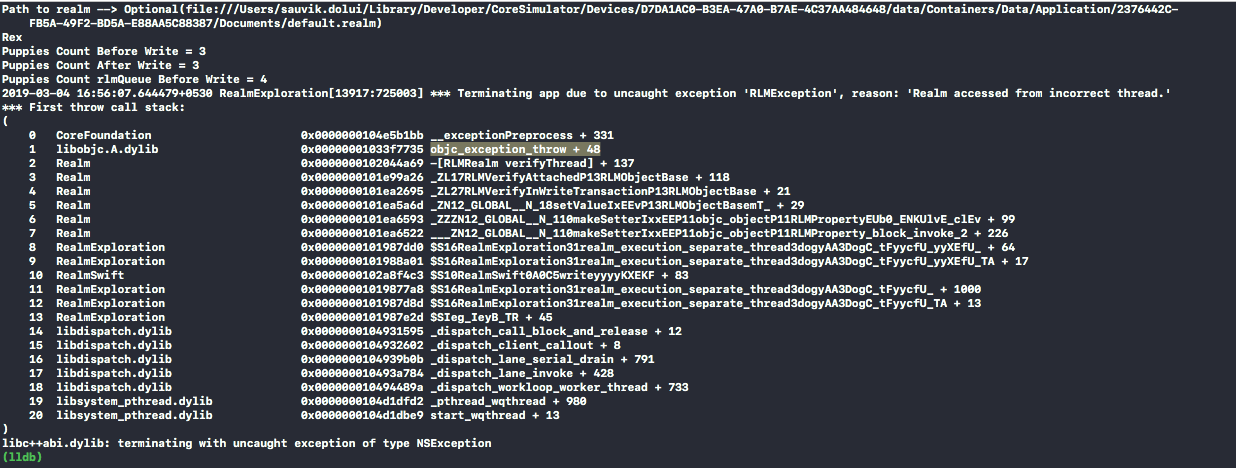 Path to realm --> Optional(file:///Users/sauvik.dolui/Library/Developer/CoreSimulator/Devices/D7DA1AC0-B3EA-47A0-B7AE-4C37AA484648/data/Containers/Data/Application/2376442C-
FB5A-49F2-BD5A-E88AA5C88387/Documents/default.realm)
Rex
Puppies Count Before Write = 3
Puppies Count After Write = 3
Puppies Count rlmQueue Before Write = 4
2019-03-04 16:56:07.644479+0530 RealmExploration[13917:725003] *** Terminating app due to uncaught exception 'RLMException', reason: 'Realm accessed from incorrect thread.'
*** First throw call stack:
(
0 CoreFoundation 0x0000000104e5b1bb __exceptionPreprocess + 331
1 libobjc.A.dylib 0x00000001033f7735 objc_exception_throw + 48
2 Realm 0x0000000102044a69 -[RLMRealm verifyThread] + 137
3 Realm 0x0000000101e99a26 _ZL17RLMVerifyAttachedP13RLMObjectBase + 118
4 Realm 0x0000000101ea2695 _ZL27RLMVerifyInWriteTransactionP13RLMObjectBase + 21
5 Realm 0x0000000101ea5a6d _ZN12_GLOBAL__N_18setValueIxEEvP13RLMObjectBasemT_ + 29
6 Realm 0x0000000101ea6593 _ZZZN12_GLOBAL__N_110makeSetterIxxEEP11objc_objectP11RLMPropertyEUb0_ENKUlvE_clEv + 99
7 Realm 0x0000000101ea6522 ___ZN12_GLOBAL__N_110makeSetterIxxEEP11objc_objectP11RLMProperty_block_invoke_2 + 226
8 RealmExploration 0x0000000101987dd0 $S16RealmExploration31realm_execution_separate_thread3dogyAA3DogC_tFyycfU_yyXEfU_ + 64
9 RealmExploration 0x0000000101988a01 $S16RealmExploration31realm_execution_separate_thread3dogyAA3DogC_tFyycfU_yyXEfU_TA + 17
10 RealmSwift 0x0000000102a8f4c3 $S10RealmSwift0A0C5writeyyyyKXEKF + 83
11 RealmExploration 0x00000001019877a8 $S16RealmExploration31realm_execution_separate_thread3dogyAA3DogC_tFyycfU_ + 1000
12 RealmExploration 0x0000000101987d8d $S16RealmExploration31realm_execution_separate_thread3dogyAA3DogC_tFyycfU_TA + 13
13 RealmExploration 0x0000000101987e2d $SIeg_IeyB_TR + 45
14 libdispatch.dylib 0x0000000104931595 _dispatch_call_block_and_release + 12
15 libdispatch.dylib 0x0000000104932602 _dispatch_client_callout + 8
16 libdispatch.dylib 0x0000000104939b0b _dispatch_lane_serial_drain + 791
17 libdispatch.dylib 0x000000010493a784 _dispatch_lane_invoke + 428
18 libdispatch.dylib 0x000000010494489a _dispatch_workloop_worker_thread + 733
19 libsystem_pthread.dylib 0x0000000104d1dfd2 _pthread_wqthread + 980
20 libsystem_pthread.dylib 0x0000000104d1dbe9 start_wqthread + 13
)
libc++abi.dylib: terminating with uncaught exception of type NSException
(lldb)